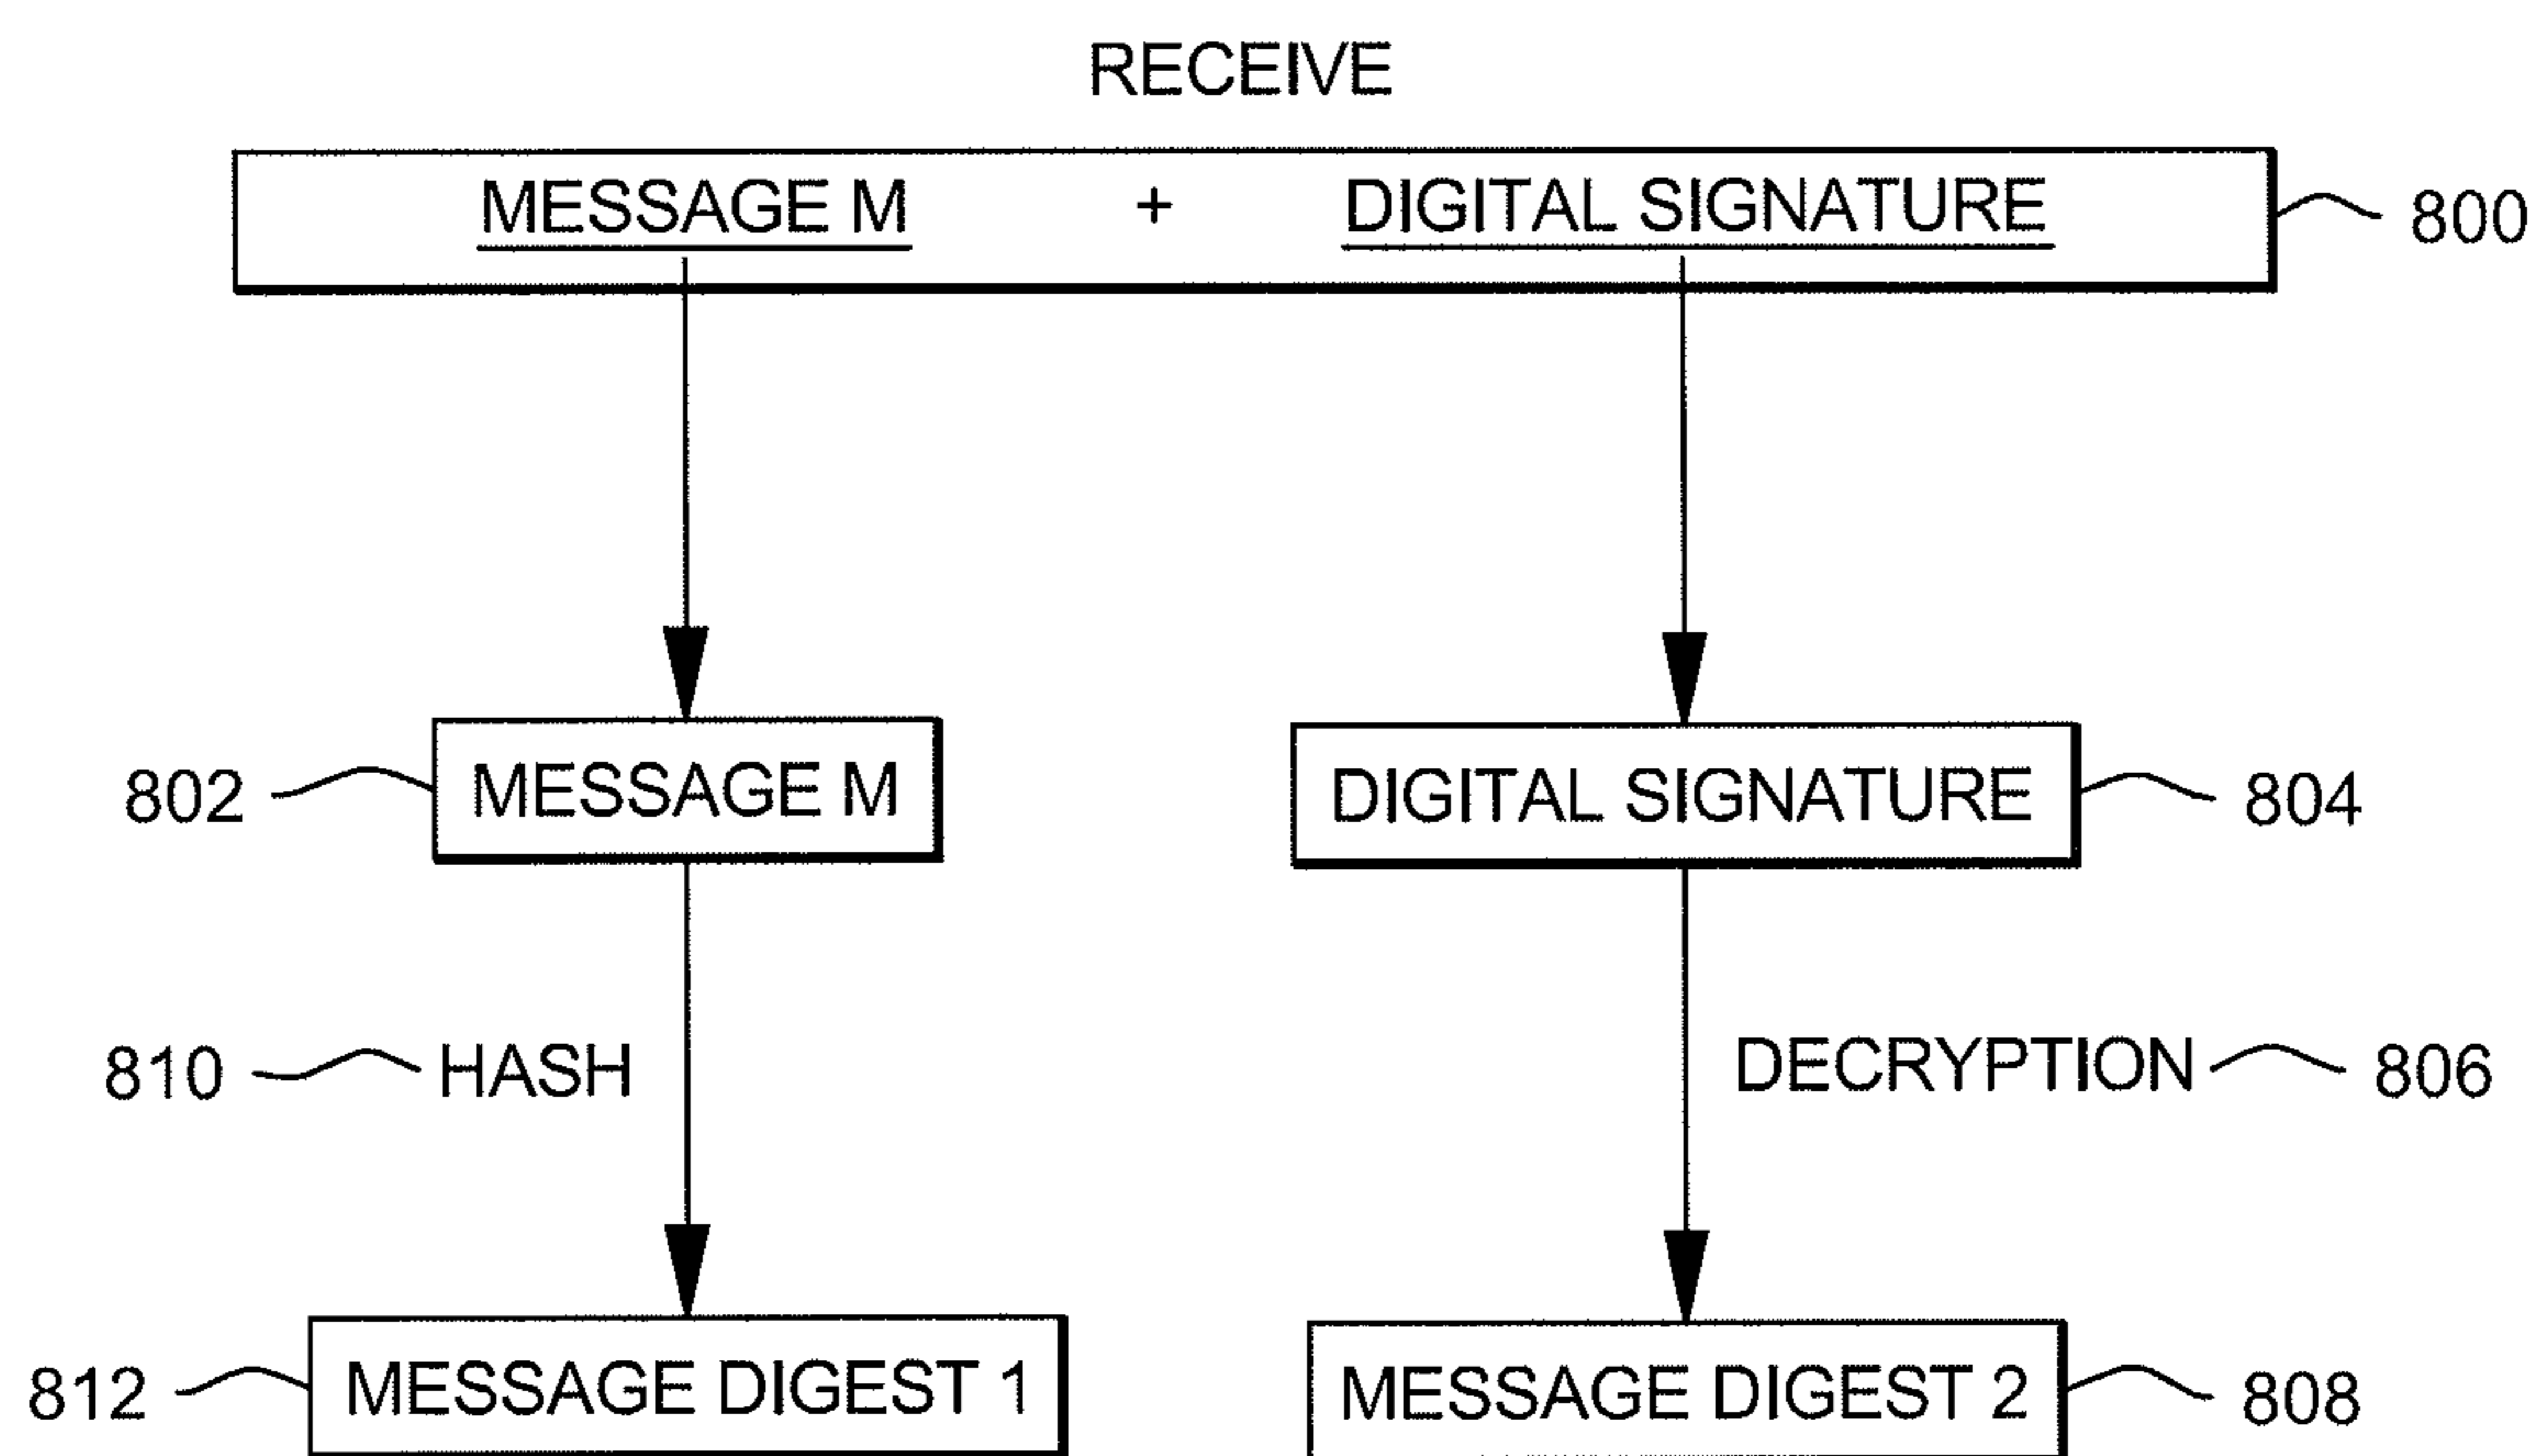 RECEIVE
MESSAGE M + DIGITAL SIGNATURE 800
802 MESSAGE M DIGITAL SIGNATURE 804
810 HASH DECRYPTION 806
812 MESSAGE DIGEST 1 MESSAGE DIGEST 2 808